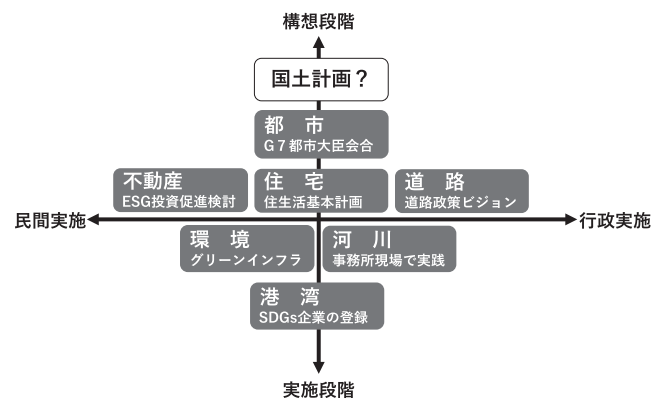 構想段階
国土計画？
都　市
G７都市大臣会合
不動産
ESG投資促進検討
住　宅
住生活基本計画
道　路
道路政策ビジョン
民間実施
行政実施
環　境
グリーンインフラ
河　川
事務所現場で実践
港　湾
SDGs企業の登録
実施段階